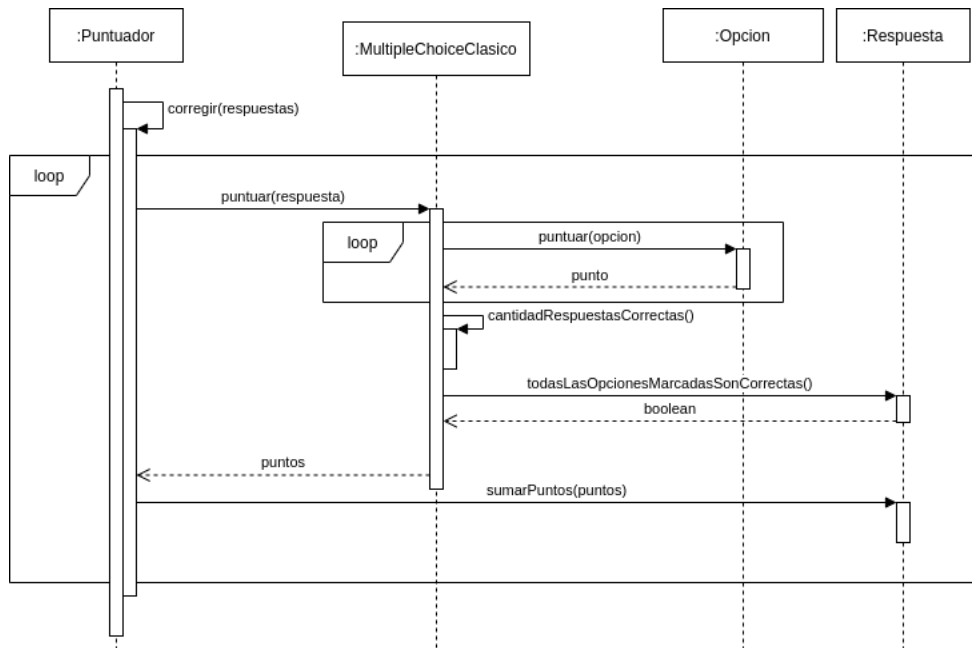 :Puntuador
:MultipleChoiceClasico
:Opcion
:Respuesta
corregir(respuestas)
loop
puntuar(respuesta)
loop
puntuar(opcion)
punto
cantidadRespuestasCorrectas()
todasLasOpcionesMarcadasSonCorrectas()
boolean
puntos
sumarPuntos(puntos)